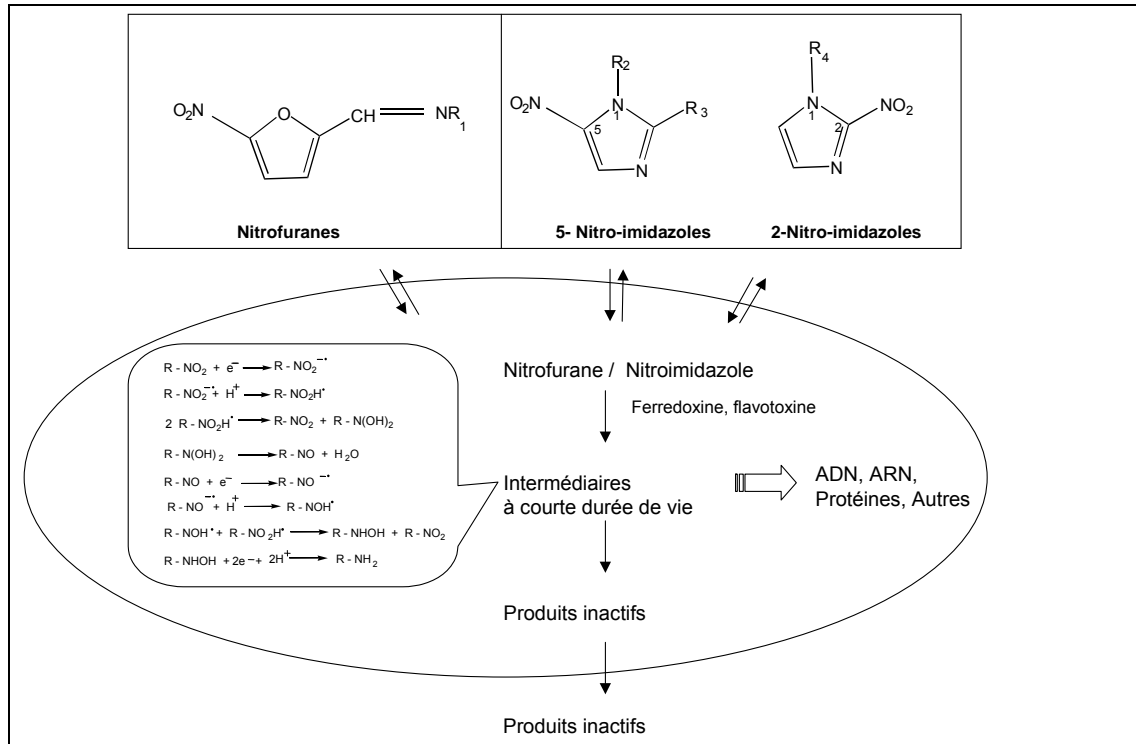 O₂N
O
CH
NR₁
Nitrofuranes
R₂
O₂N
N
1
5
R₃
N
5- Nitro-imidazoles
R₄
N
1
2
NO₂
N
2-Nitro-imidazoles
R - NO₂ + e⁻ → R - NO₂⁻•
R - NO₂⁻• + H⁺ → R- NO₂H•
2 R - NO₂H• → R- NO₂ + R - N(OH)₂
R - N(OH)₂ → R - NO + H₂O
R - NO + e⁻ → R - NO⁻•
R - NO⁻• + H⁺ → R - NOH•
R - NOH• + R - NO₂H• → R - NHOH + R - NO₂
R - NHOH + 2e⁻ + 2H⁺ → R - NH₂
Nitrofurane / Nitroimidazole
Ferredoxine, flavotoxine
Intermédiaires
à courte durée de vie
ADN, ARN,
Protéines, Autres
Produits inactifs
Produits inactifs